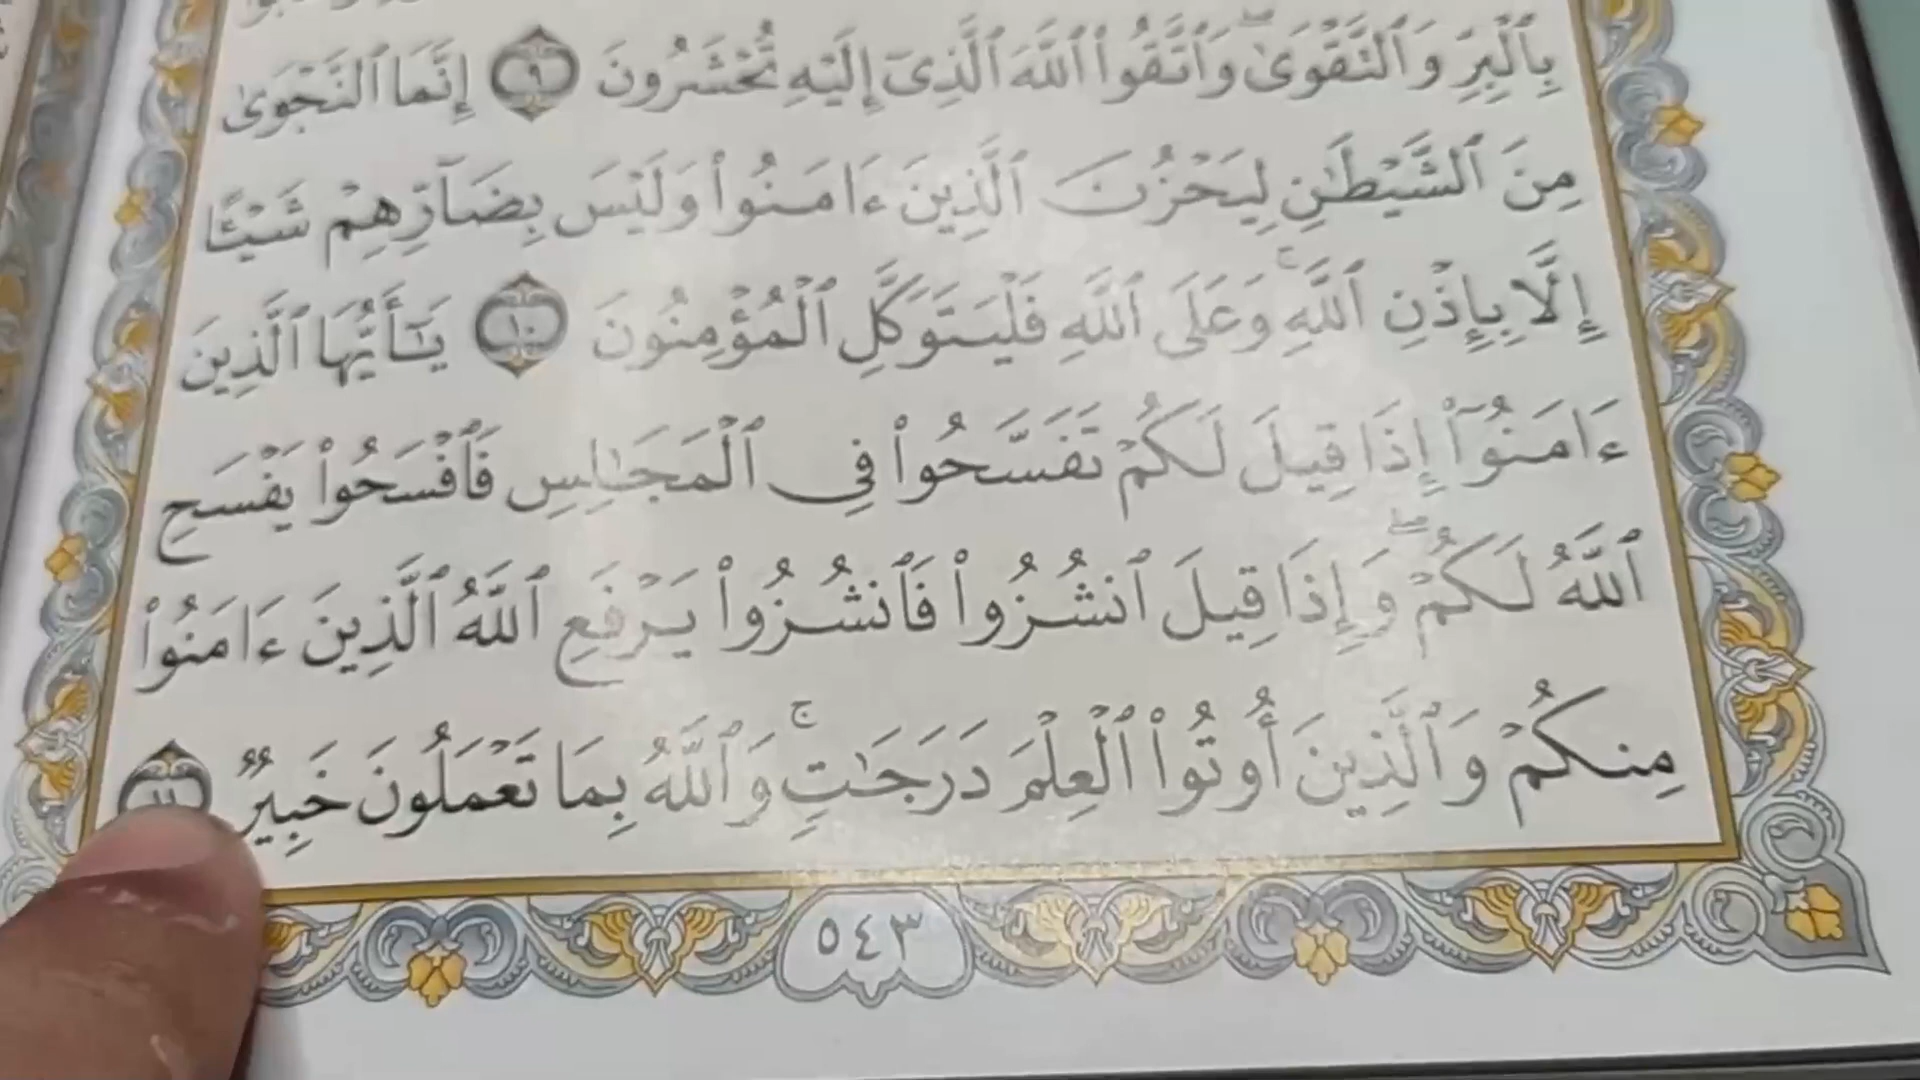 بِٱلْبِرِّ وَٱلتَّقْوَىٰ ۖ وَٱتَّقُوا۟ ٱللَّهَ ٱلَّذِىٓ إِلَيْهِ تُحْشَرُونَ ٩ إِنَّمَا ٱلنَّجْوَىٰ
مِنَ ٱلشَّيْطَٰنِ لِيَحْزُنَ ٱلَّذِينَ ءَامَنُوا۟ وَلَيْسَ بِضَآرِّهِمْ شَيْـًٔا
إِلَّا بِإِذْنِ ٱللَّهِ ۚ وَعَلَى ٱللَّهِ فَلْيَتَوَكَّلِ ٱلْمُؤْمِنُونَ ١٠ يَٰٓأَيُّهَا ٱلَّذِينَ
ءَامَنُوٓا۟ إِذَا قِيلَ لَكُمْ تَفَسَّحُوا۟ فِى ٱلْمَجَٰلِسِ فَٱفْسَحُوا۟ يَفْسَحِ
ٱللَّهُ لَكُمْ ۖ وَإِذَا قِيلَ ٱنشُزُوا۟ فَٱنشُزُوا۟ يَرْفَعِ ٱللَّهُ ٱلَّذِينَ ءَامَنُوا۟
مِنكُمْ وَٱلَّذِينَ أُوتُوا۟ ٱلْعِلْمَ دَرَجَٰتٍ ۚ وَٱللَّهُ بِمَا تَعْمَلُونَ خَبِيرٌ ١١
٥٤٣